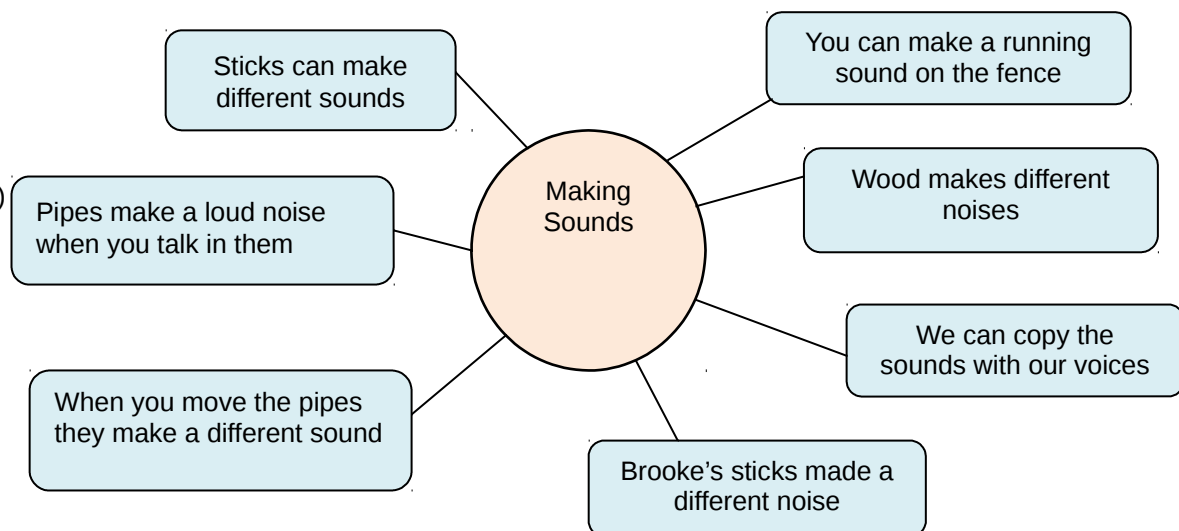 Sticks can make
different sounds
You can make a running
sound on the fence
Making
Sounds
Wood makes different
noises
Pipes make a loud noise
when you talk in them
We can copy the
sounds with our voices
When you move the pipes
they make a different sound
Brooke’s sticks made a
different noise